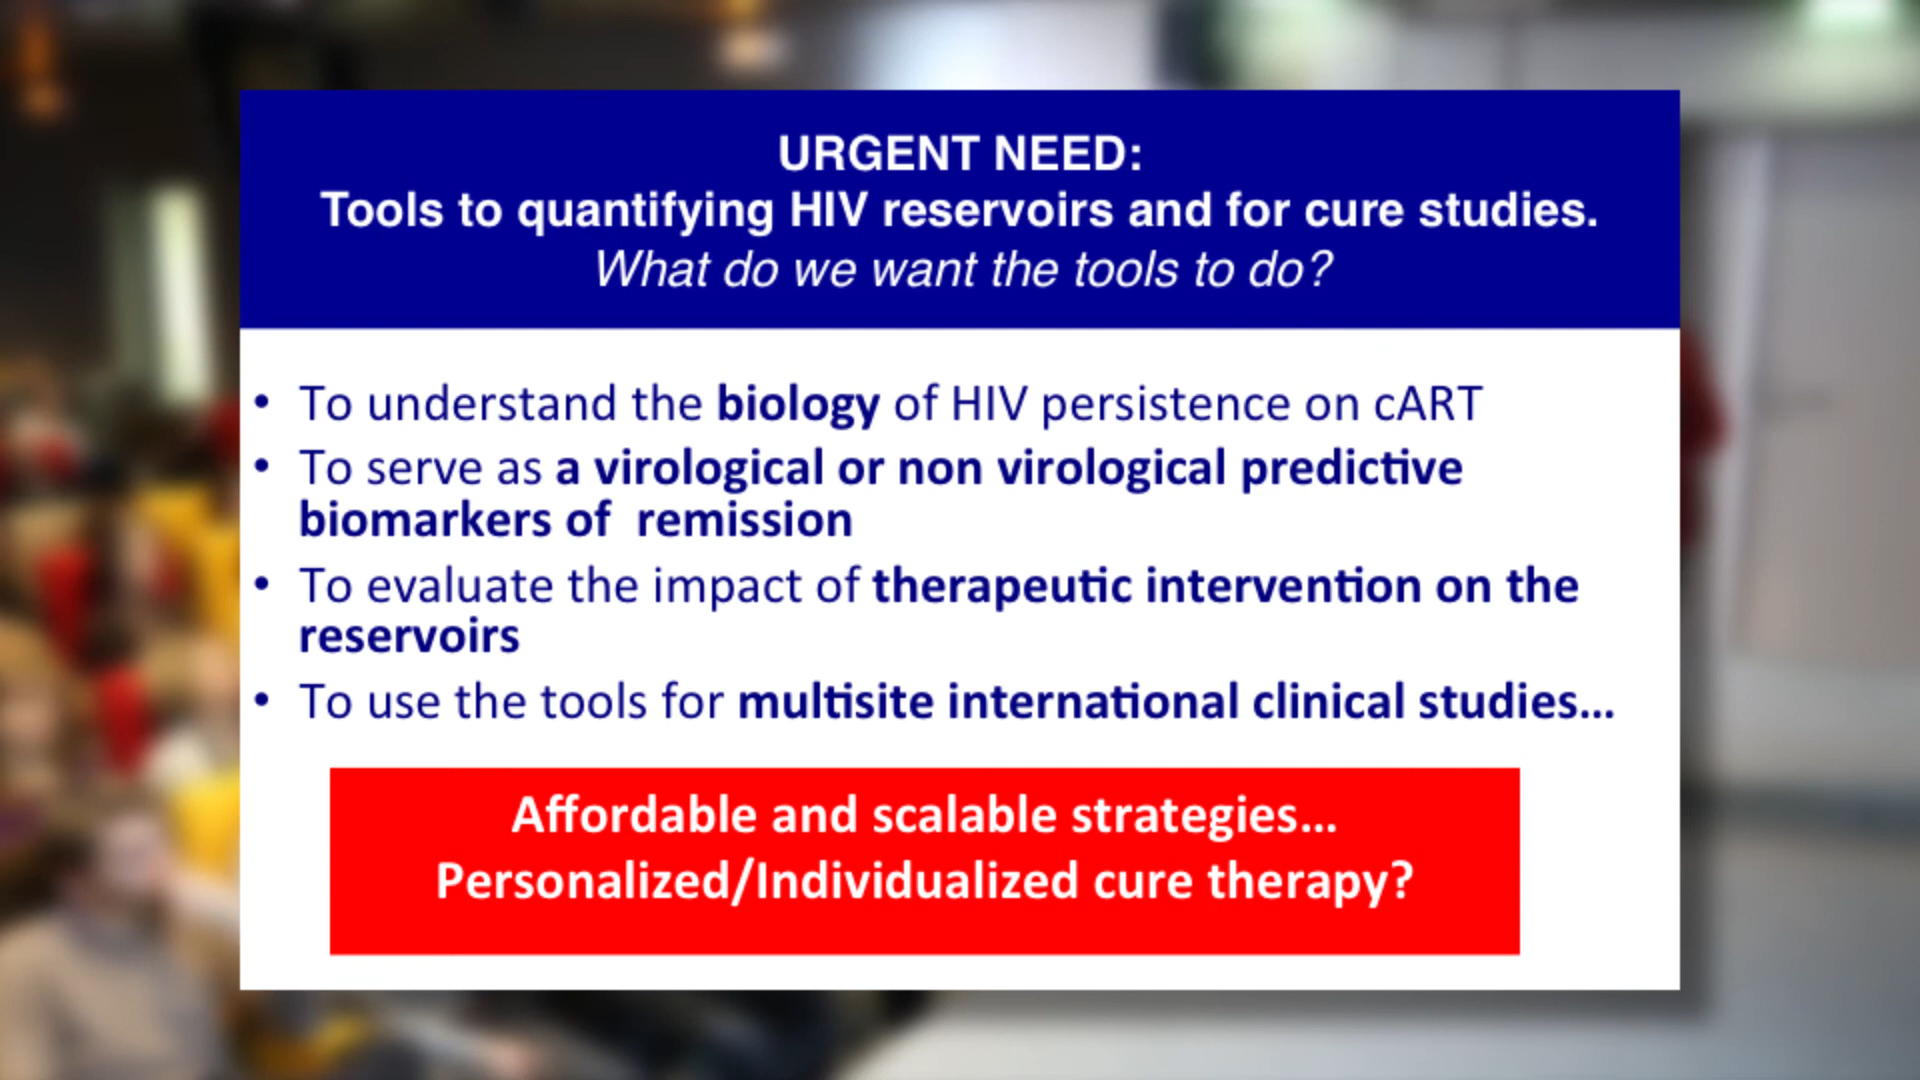 URGENT NEED:
Tools to quantifying HIV reservoirs and for cure studies.
What do we want the tools to do?
• To understand the biology of HIV persistence on cART
• To serve as a virological or non virological predictive
biomarkers of  remission
• To evaluate the impact of therapeutic intervention on the
reservoirs
• To use the tools for multisite international clinical studies...
Affordable and scalable strategies...
Personalized/Individualized cure therapy?